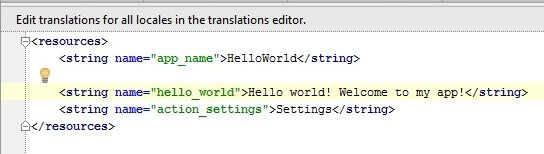 Edit translations for all locales in the translations editor.
<resources>
<string name="app_name">HelloWorld</string>
<string name="hello_world">Hello world! Welcome to my app!</string>
<string name="action_settings">Settings</string>
</resources>